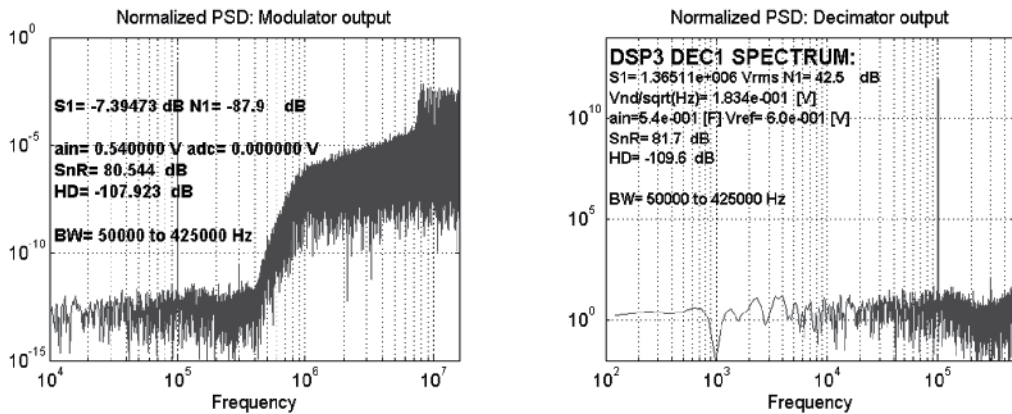 Normalized PSD: Modulator output
10^0
S1= -7.39473 dB N1= -87.9 dB
10^-5
ain= 0.540000 V adc= 0.000000 V
SnR= 80.544 dB
HD= -107.923 dB
10^-10
BW= 50000 to 425000 Hz
10^-15
10^4 10^5 10^6 10^7
Frequency
Normalized PSD: Decimator output
DSP3 DEC1 SPECTRUM:
S1= 1.36511e+006 Vrms N1= 42.5 dB
Vnd/sqrt(Hz)= 1.834e-001 [V]
10^10
ain=5.4e-001 [F] Vref= 6.0e-001 [V]
SnR= 81.7 dB
HD= -109.6 dB
BW= 50000 to 425000 Hz
10^5
10^0
10^2 10^3 10^4 10^5
Frequency